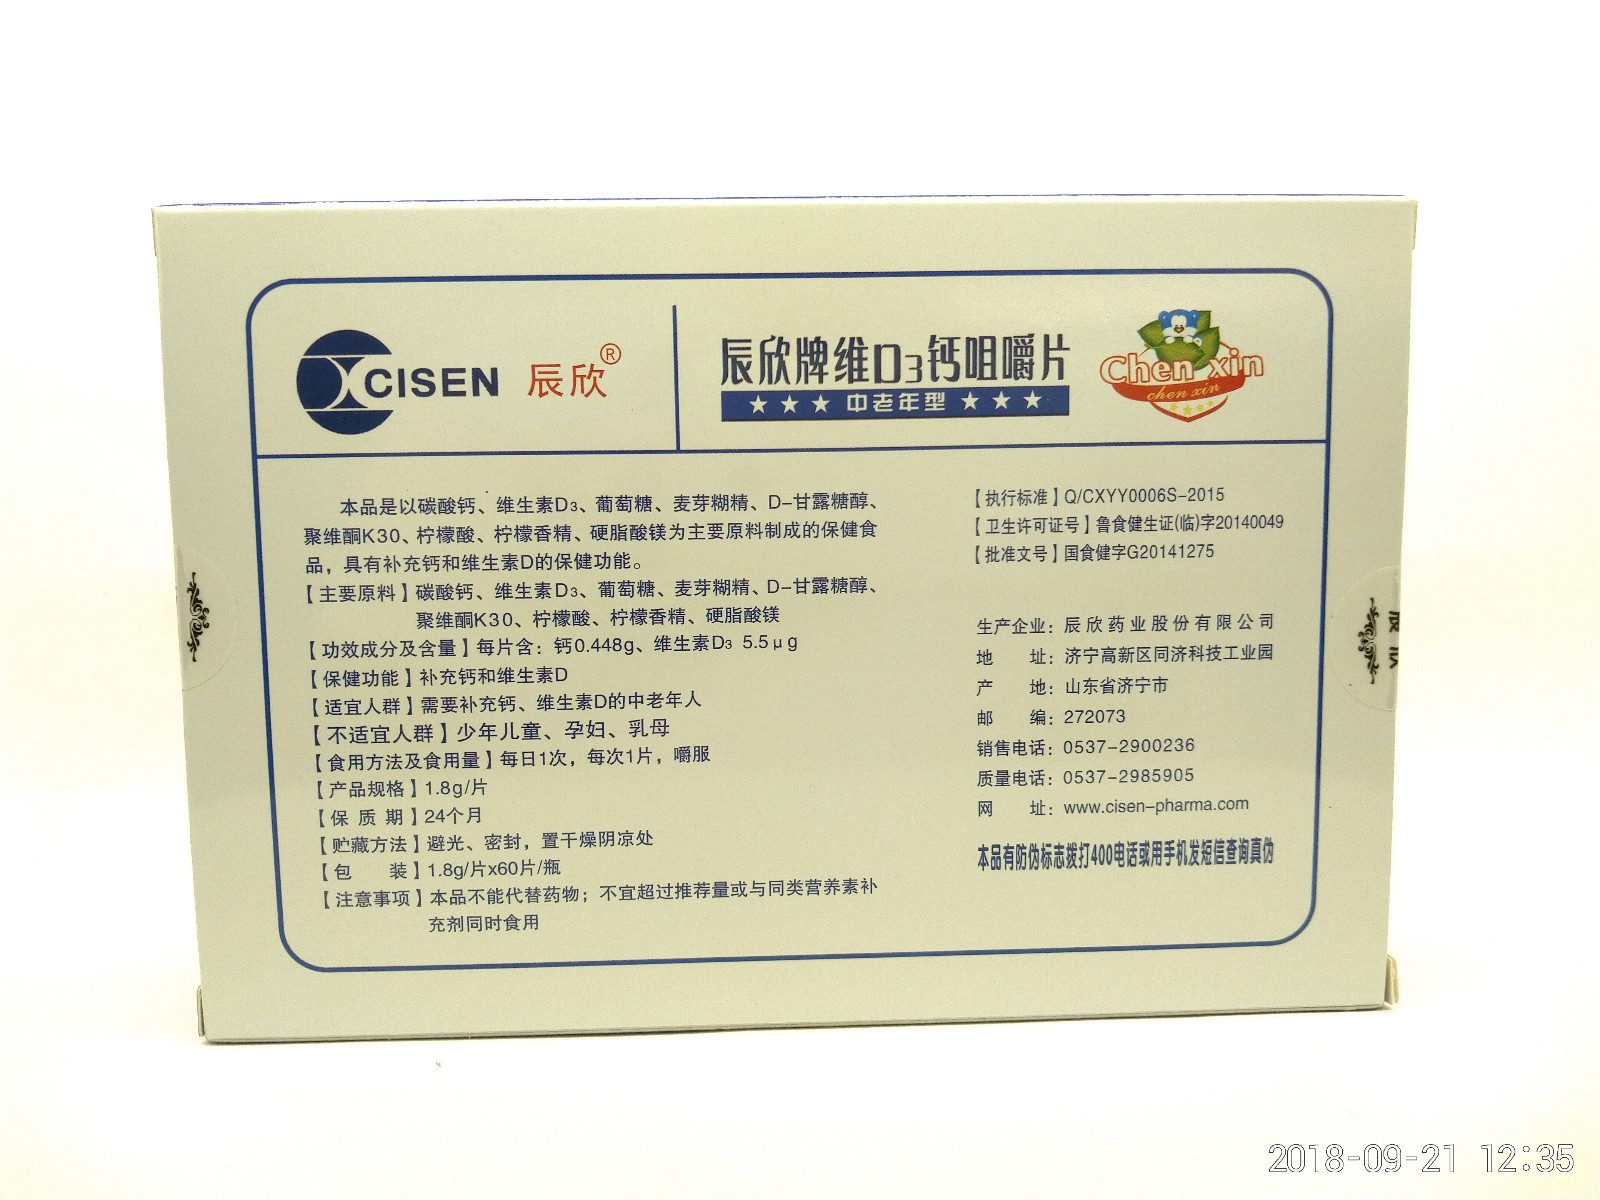 CISEN 辰欣®
辰欣牌维D3钙咀嚼片
★★★中老年型★★★
Chen xin
chen xin
本品是以碳酸钙、维生素D₃、葡萄糖、麦芽糊精、D-甘露糖醇、
聚维酮K30、柠檬酸、柠檬香精、硬脂酸镁为主要原料制成的保健食
品，具有补充钙和维生素D的保健功能。
【主要原料】碳酸钙、维生素D₃、葡萄糖、麦芽糊精、D-甘露糖醇、
聚维酮K30、柠檬酸、柠檬香精、硬脂酸镁
【功效成分及含量】每片含：钙0.448g、维生素D₃ 5.5μg
【保健功能】补充钙和维生素D
【适宜人群】需要补充钙、维生素D的中老年人
【不适宜人群】少年儿童、孕妇、乳母
【食用方法及食用量】每日1次，每次1片，嚼服
【产品规格】1.8g/片
【保 质 期】24个月
【贮藏方法】避光、密封，置干燥阴凉处
【包　　装】1.8g/片x60片/瓶
【注意事项】本品不能代替药物；不宜超过推荐量或与同类营养素补
充剂同时食用
【执行标准】Q/CXYY0006S-2015
【卫生许可证号】鲁食健生证(临)字20140049
【批准文号】国食健字G20141275
生产企业：辰欣药业股份有限公司
地　　址：济宁高新区同济科技工业园
产　　地：山东省济宁市
邮　　编：272073
销售电话：0537-2900236
质量电话：0537-2985905
网　　址：www.cisen-pharma.com
本品有防伪标志拨打400电话或用手机发短信查询真伪
2018-09-21 12:35